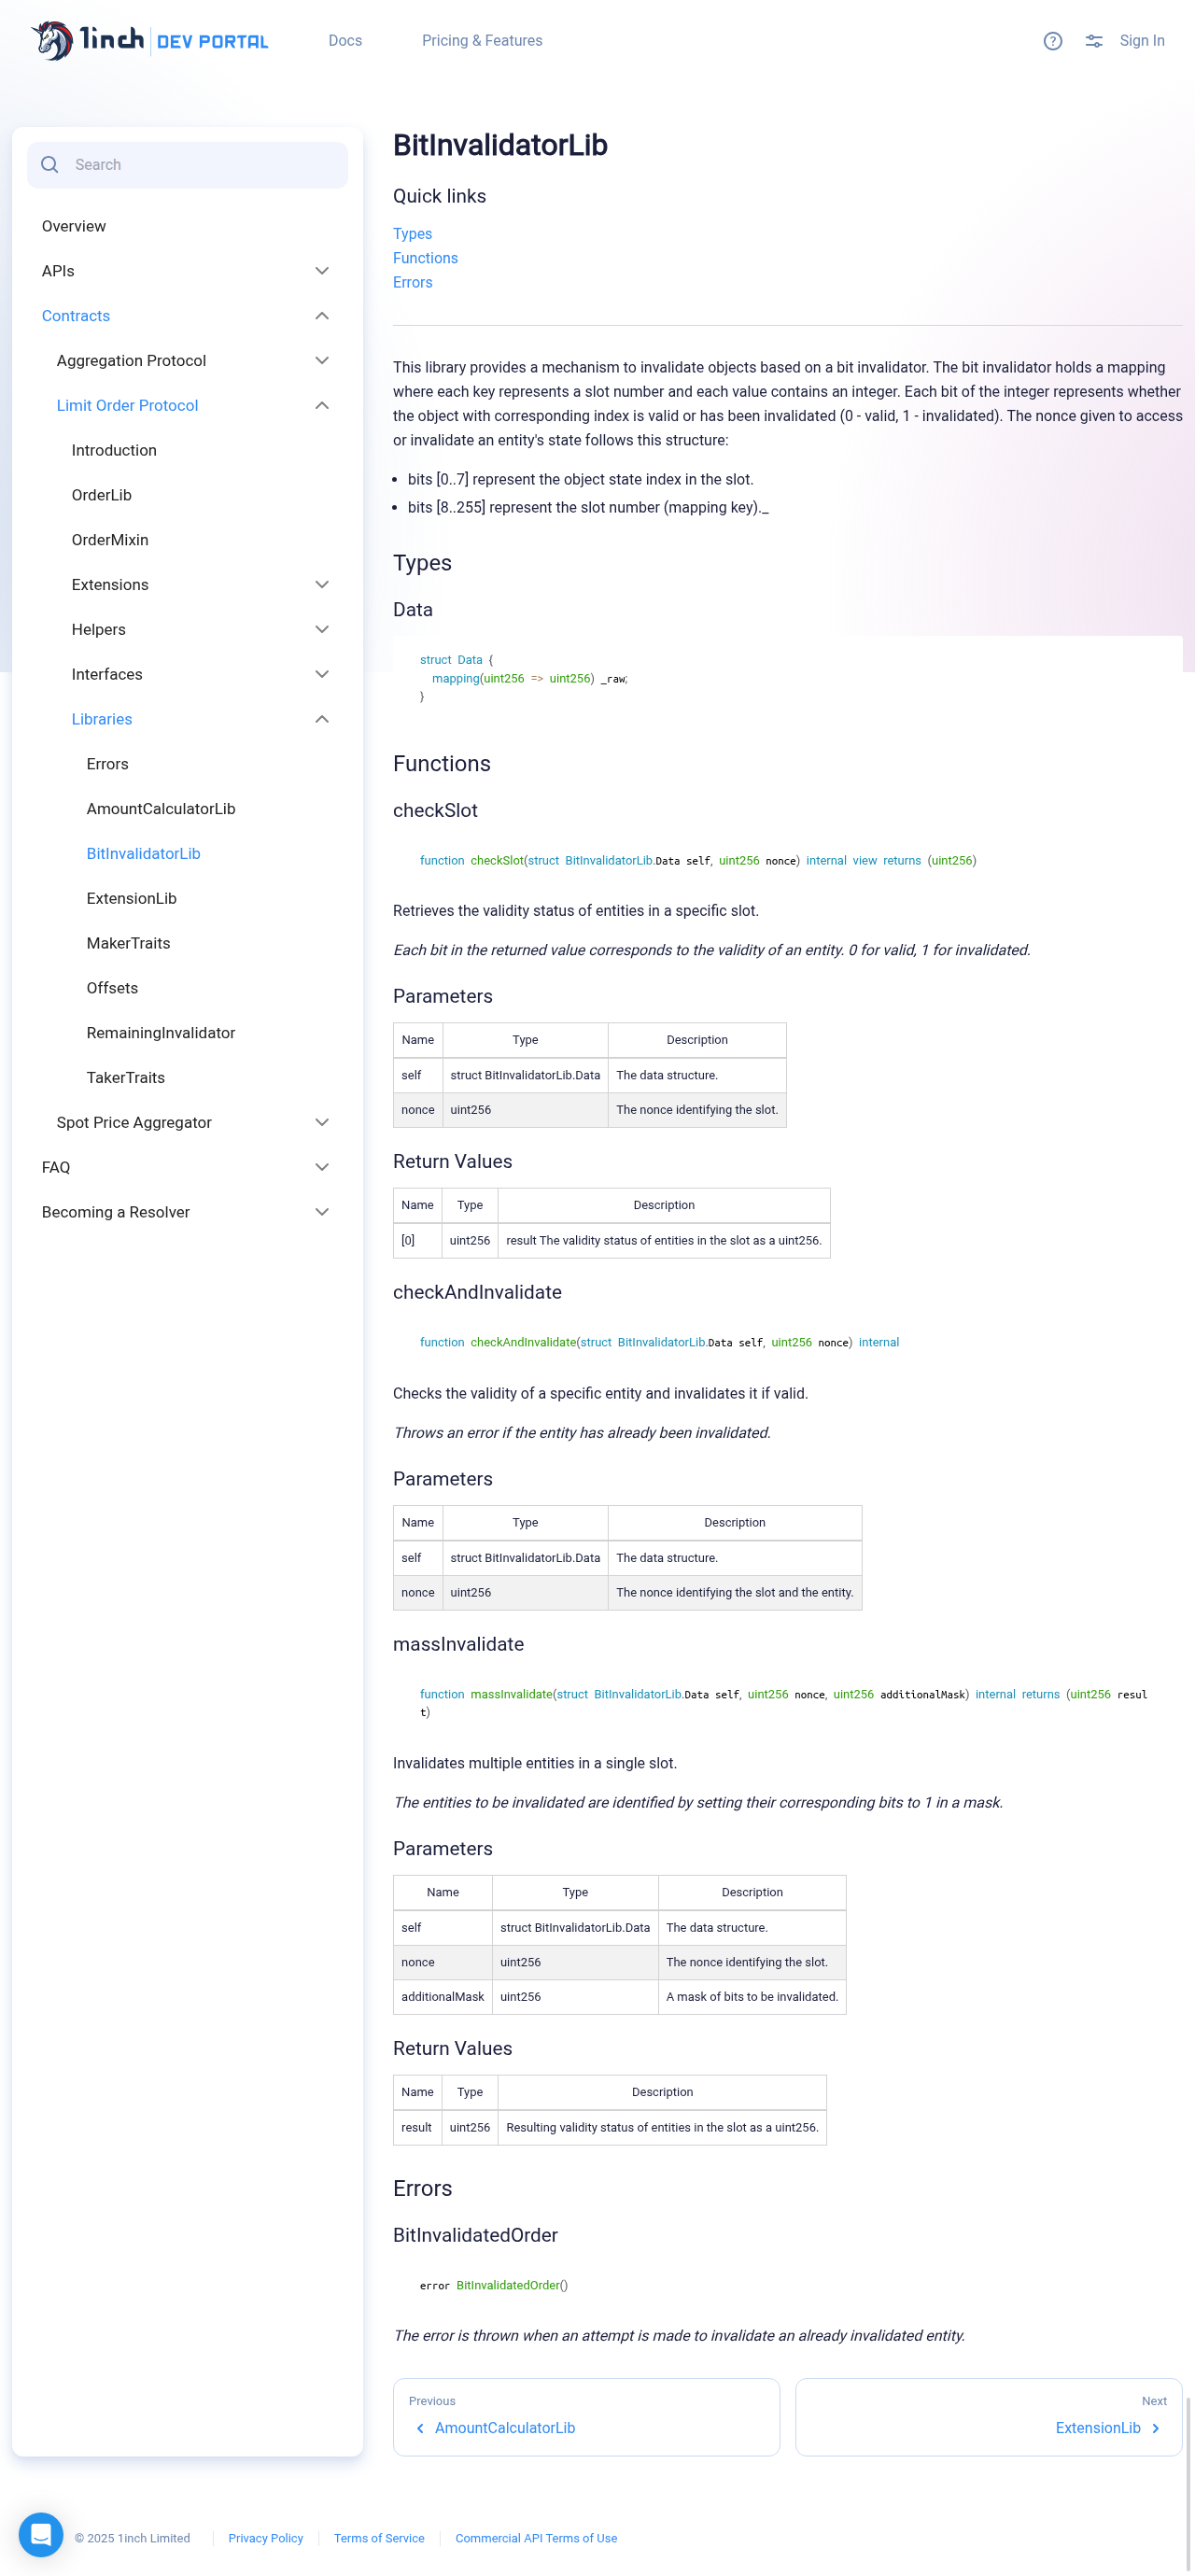 1inch DEV PORTAL
Docs
Pricing & Features
Sign In
Search
Overview
APIs
Contracts
Aggregation Protocol
Limit Order Protocol
Introduction
OrderLib
OrderMixin
Extensions
Helpers
Interfaces
Libraries
Errors
AmountCalculatorLib
BitInvalidatorLib
ExtensionLib
MakerTraits
Offsets
RemainingInvalidator
TakerTraits
Spot Price Aggregator
FAQ
Becoming a Resolver
BitInvalidatorLib
Quick links
Types
Functions
Errors
This library provides a mechanism to invalidate objects based on a bit invalidator. The bit invalidator holds a mapping
where each key represents a slot number and each value contains an integer. Each bit of the integer represents whether
the object with corresponding index is valid or has been invalidated (0 - valid, 1 - invalidated). The nonce given to access
or invalidate an entity's state follows this structure:
• bits [0..7] represent the object state index in the slot.
• bits [8..255] represent the slot number (mapping key)._
Types
Data
struct Data {
mapping(uint256 => uint256) _raw;
}
Functions
checkSlot
function checkSlot(struct BitInvalidatorLib.Data self, uint256 nonce) internal view returns (uint256)
Retrieves the validity status of entities in a specific slot.
Each bit in the returned value corresponds to the validity of an entity. 0 for valid, 1 for invalidated.
Parameters
Name Type Description
self struct BitInvalidatorLib.Data The data structure.
nonce uint256 The nonce identifying the slot.
Return Values
Name Type Description
[0] uint256 result The validity status of entities in the slot as a uint256.
checkAndInvalidate
function checkAndInvalidate(struct BitInvalidatorLib.Data self, uint256 nonce) internal
Checks the validity of a specific entity and invalidates it if valid.
Throws an error if the entity has already been invalidated.
Parameters
Name Type Description
self struct BitInvalidatorLib.Data The data structure.
nonce uint256 The nonce identifying the slot and the entity.
massInvalidate
function massInvalidate(struct BitInvalidatorLib.Data self, uint256 nonce, uint256 additionalMask) internal returns (uint256 resul
t)
Invalidates multiple entities in a single slot.
The entities to be invalidated are identified by setting their corresponding bits to 1 in a mask.
Parameters
Name Type Description
self struct BitInvalidatorLib.Data The data structure.
nonce uint256 The nonce identifying the slot.
additionalMask uint256 A mask of bits to be invalidated.
Return Values
Name Type Description
result uint256 Resulting validity status of entities in the slot as a uint256.
Errors
BitInvalidatedOrder
error BitInvalidatedOrder()
The error is thrown when an attempt is made to invalidate an already invalidated entity.
Previous
AmountCalculatorLib
Next
ExtensionLib
© 2025 1inch Limited
Privacy Policy
Terms of Service
Commercial API Terms of Use